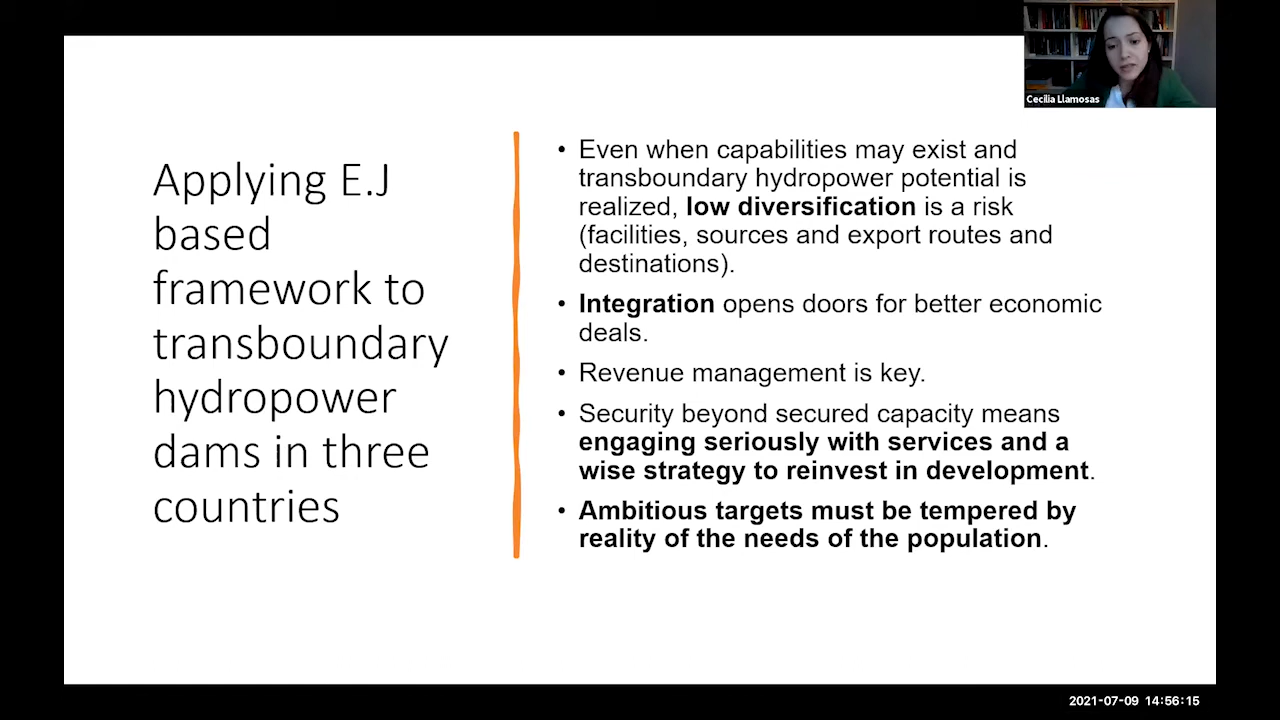 Cecilia Llamosas
Applying E.J
based
framework to
transboundary
hydropower
dams in three
countries
• Even when capabilities may exist and
transboundary hydropower potential is
realized, low diversification is a risk
(facilities, sources and export routes and
destinations).
• Integration opens doors for better economic
deals.
• Revenue management is key.
• Security beyond secured capacity means
engaging seriously with services and a
wise strategy to reinvest in development.
• Ambitious targets must be tempered by
reality of the needs of the population.
2021-07-09 14:56:15